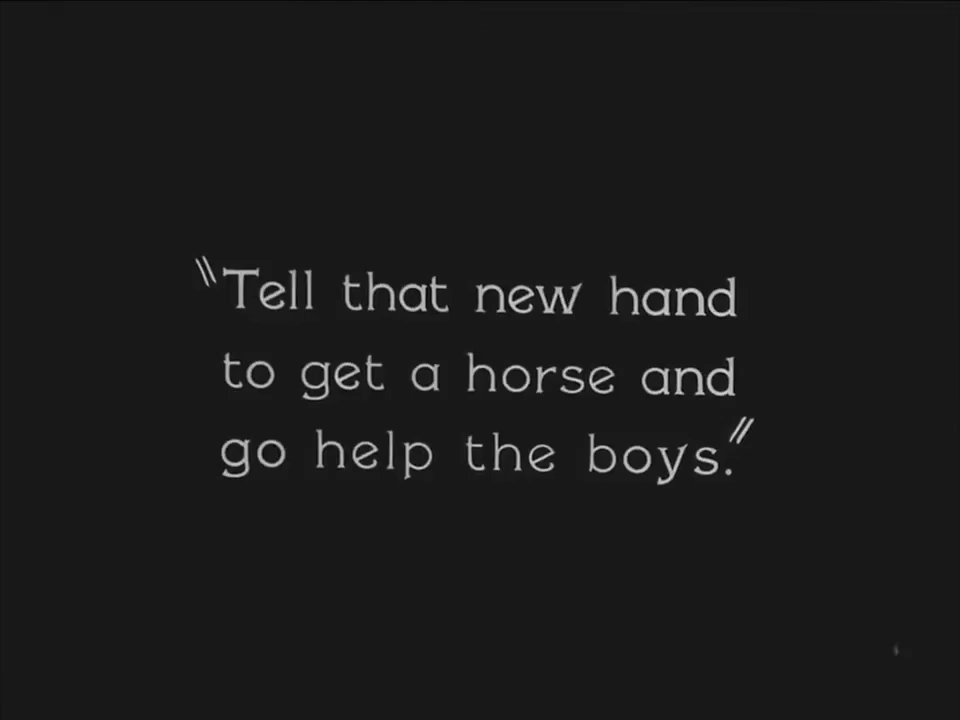 "Tell that new hand
to get a horse and
go help the boys."